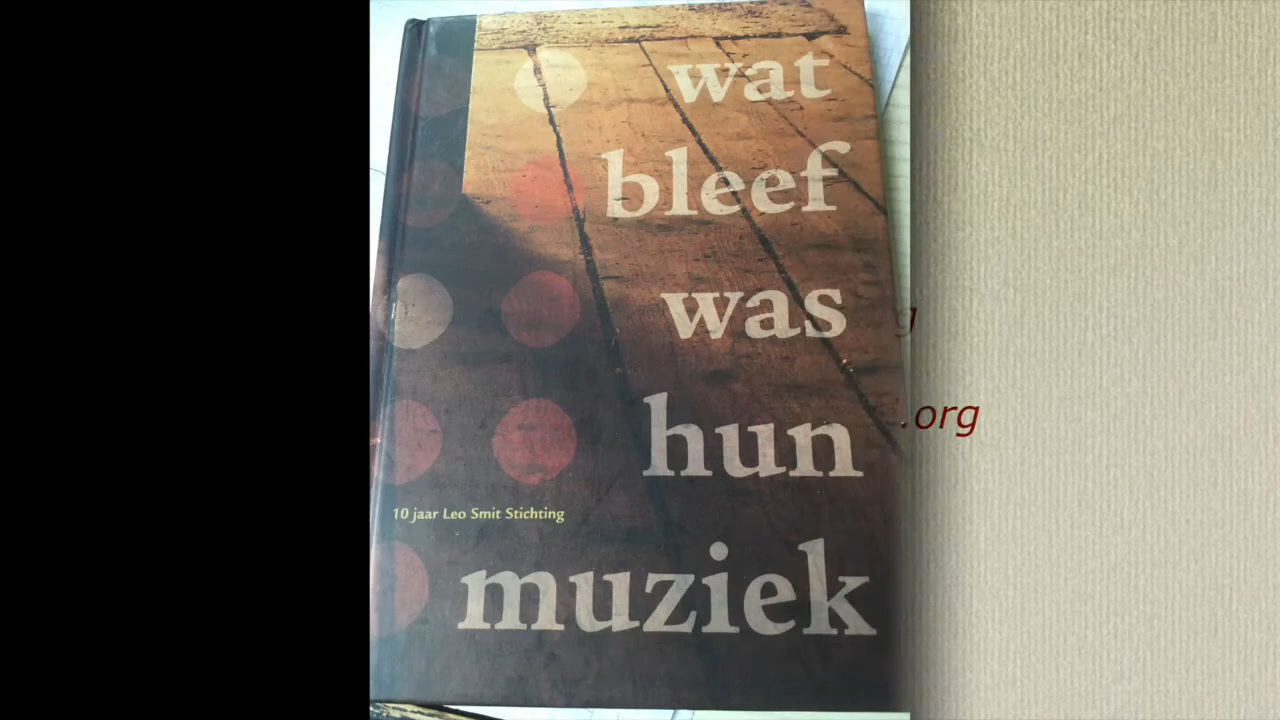 wat
bleef
was
hun
10 jaar Leo Smit Stichting
muziek
g
.org